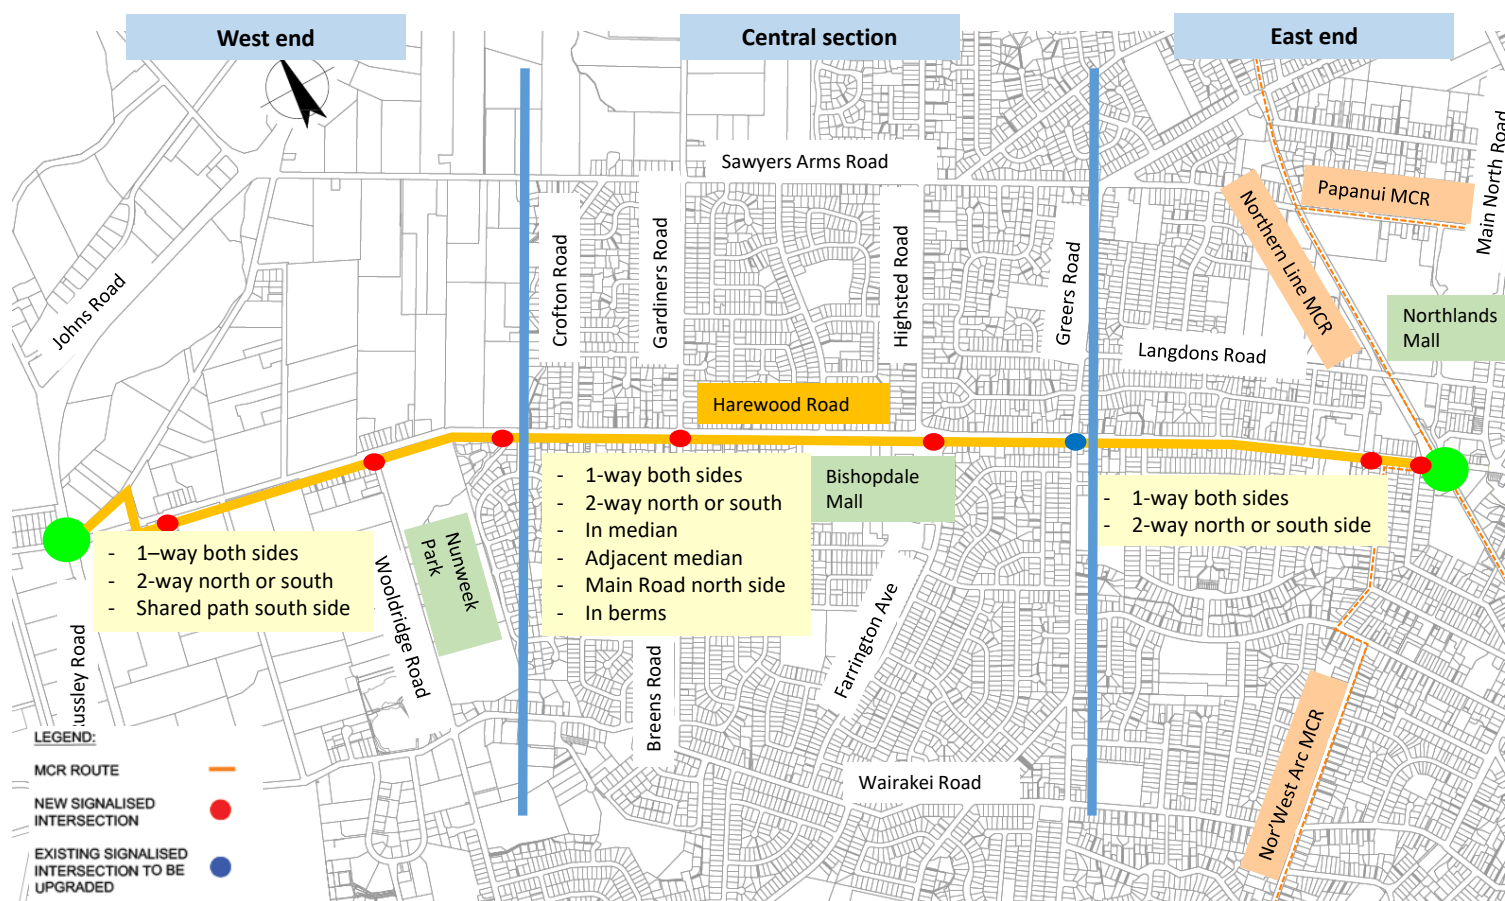 West end
Central section
East end
Sawyers Arms Road
Papanui MCR
Main North Road
Northern Line MCR
Johns Road
Crofton Road
Gardiners Road
Highsted Road
Greers Road
Langdons Road
Northlands
Mall
Harewood Road
- 1-way both sides
- 2-way north or south
- In median
- Adjacent median
- Main Road north side
- In berms
Bishopdale
Mall
- 1-way both sides
- 2-way north or south side
- 1–way both sides
- 2-way north or south
- Shared path south side
Nunweek
Park
Wooldridge Road
Farrington Ave
Breens Road
Wairakei Road
Nor'West Arc MCR
Russley Road
LEGEND:
MCR ROUTE
NEW SIGNALISED
INTERSECTION
EXISTING SIGNALISED
INTERSECTION TO BE
UPGRADED